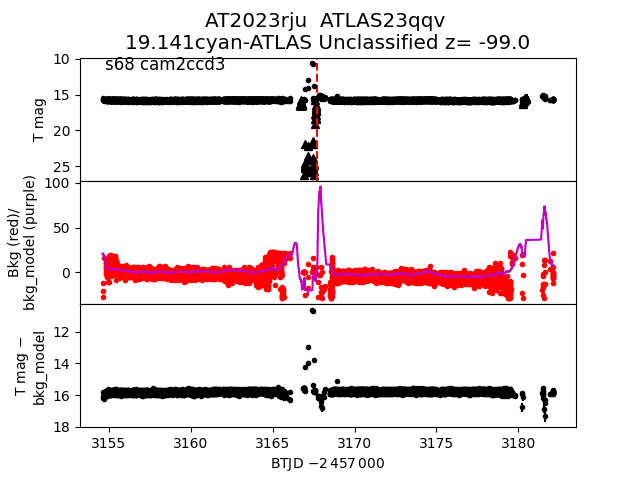 AT2023rju  ATLAS23qqv
19.141cyan-ATLAS Unclassified z= -99.0
s68 cam2ccd3
10
15
20
25
T mag
100
50
0
Bkg (red)/
bkg_model (purple)
12
14
16
18
T mag −
bkg_model
3155
3160
3165
3170
3175
3180
BTJD −2 457 000